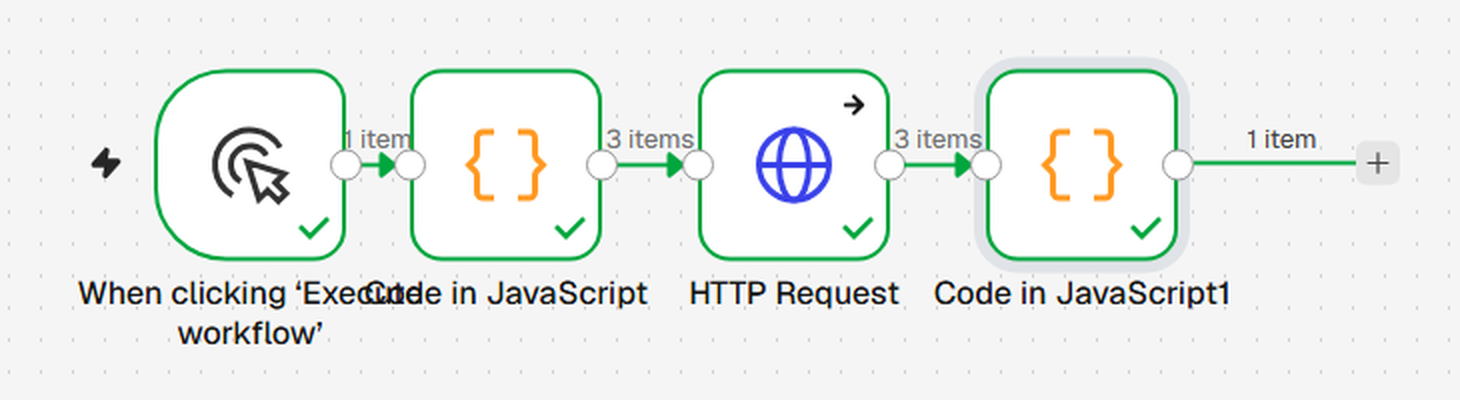 1 item
3 items
3 items
1 item
When clicking ‘Execute
workflow’
Code in JavaScript
HTTP Request
Code in JavaScript1